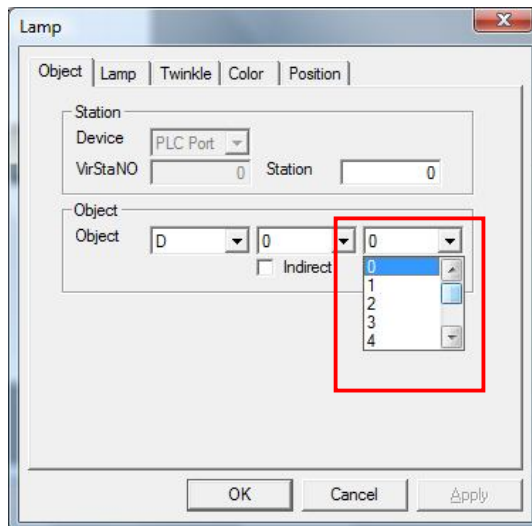 Lamp
Object Lamp Twinkle Color Position
Station
Device PLC Port
VirStaNO 0 Station 0
Object
Object D 0 0
Indirect 0
1
2
3
4
OK Cancel Apply